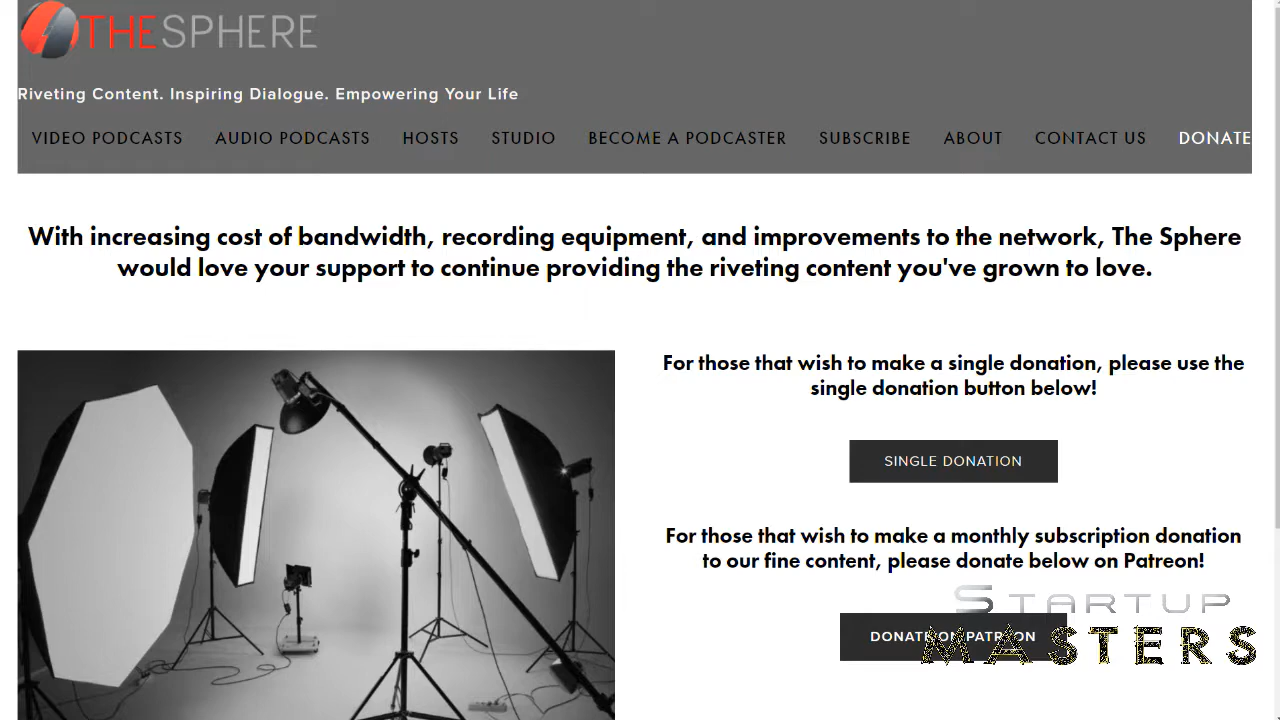 THESPHERE
Riveting Content. Inspiring Dialogue. Empowering Your Life
VIDEO PODCASTS AUDIO PODCASTS HOSTS STUDIO BECOME A PODCASTER SUBSCRIBE ABOUT CONTACT US DONATE
With increasing cost of bandwidth, recording equipment, and improvements to the network, The Sphere
would love your support to continue providing the riveting content you've grown to love.
For those that wish to make a single donation, please use the
single donation button below!
SINGLE DONATION
For those that wish to make a monthly subscription donation
to our fine content, please donate below on Patreon!
DONATE ON PATREON
STARTUP
MASTERS